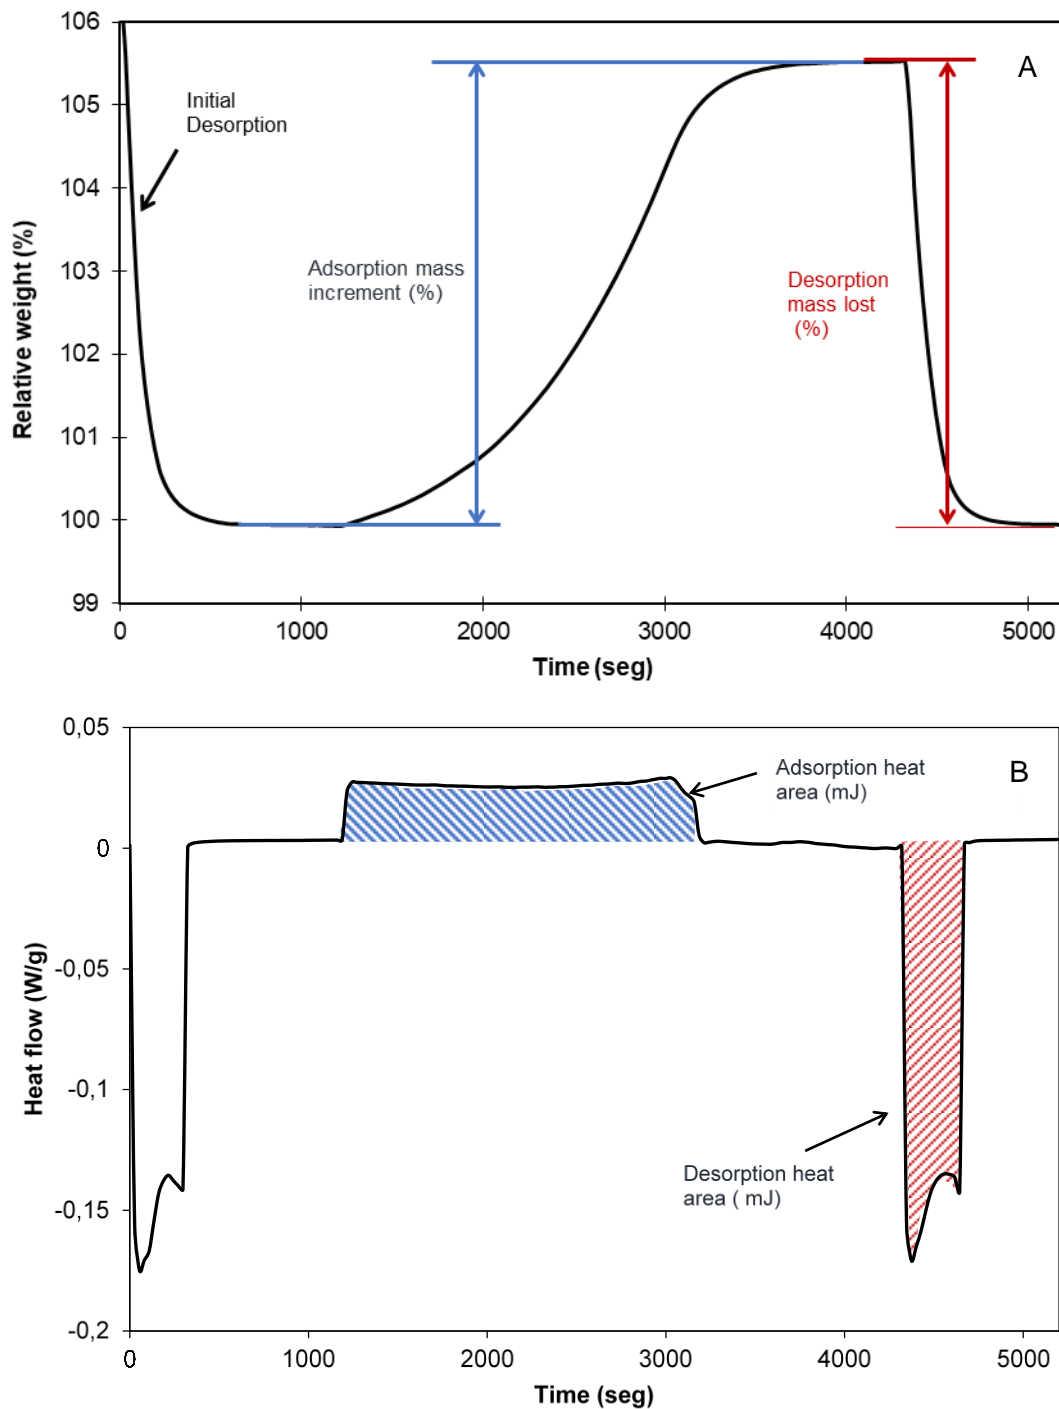 106
A
105
Initial
Desorption
104
Adsorption mass
increment (%)
103
Desorption
mass lost
(%)
102
101
100
99
Relative weight (%)
0
1000
2000
3000
4000
5000
Time (seg)
0,05
B
Adsorption heat
area (mJ)
0
-0,05
-0,1
Desorption heat
area ( mJ)
-0,15
-0,2
Heat flow (W/g)
0
1000
2000
3000
4000
5000
Time (seg)